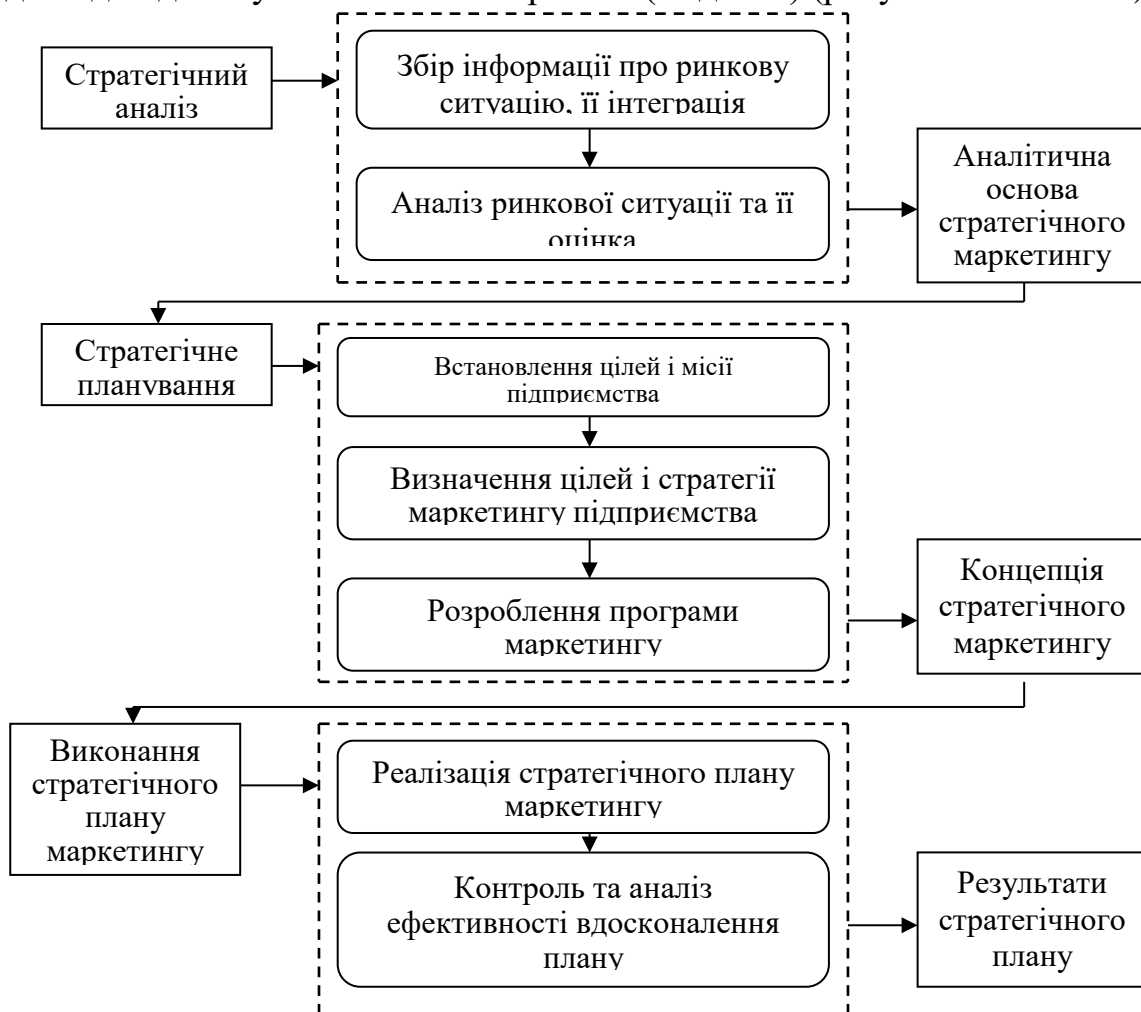 Стратегічний
аналіз
Збір інформації про ринкову
ситуацію, її інтеграція
Аналіз ринкової ситуації та її
оцінка
Аналітична
основа
стратегічного
маркетингу
Стратегічне
планування
Встановлення цілей і місії
підприємства
Визначення цілей і стратегії
маркетингу підприємства
Розроблення програми
маркетингу
Концепція
стратегічного
маркетингу
Виконання
стратегічного
плану
маркетингу
Реалізація стратегічного плану
маркетингу
Контроль та аналіз
ефективності вдосконалення
плану
Результати
стратегічного
плану